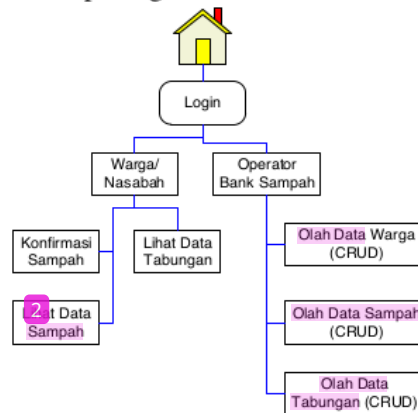 Login
Warga/
Nasabah
Operator
Bank Sampah
Konfirmasi
Sampah
Lihat Data
Tabungan
Olah Data Warga
(CRUD)
2
t Data
Sampah
Olah Data Sampah
(CRUD)
Olah Data
Tabungan (CRUD)